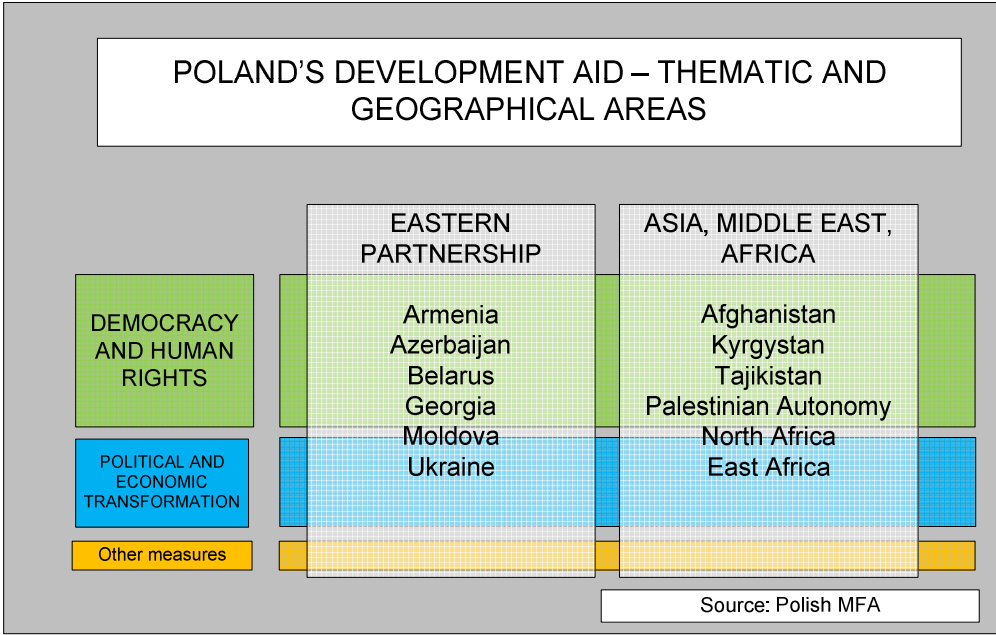 POLAND’S DEVELOPMENT AID – THEMATIC AND
GEOGRAPHICAL AREAS
EASTERN
PARTNERSHIP
ASIA, MIDDLE EAST,
AFRICA
DEMOCRACY
AND HUMAN
RIGHTS
Armenia
Azerbaijan
Belarus
Georgia
Moldova
Ukraine
Afghanistan
Kyrgystan
Tajikistan
Palestinian Autonomy
North Africa
East Africa
POLITICAL AND
ECONOMIC
TRANSFORMATION
Other measures
Source: Polish MFA